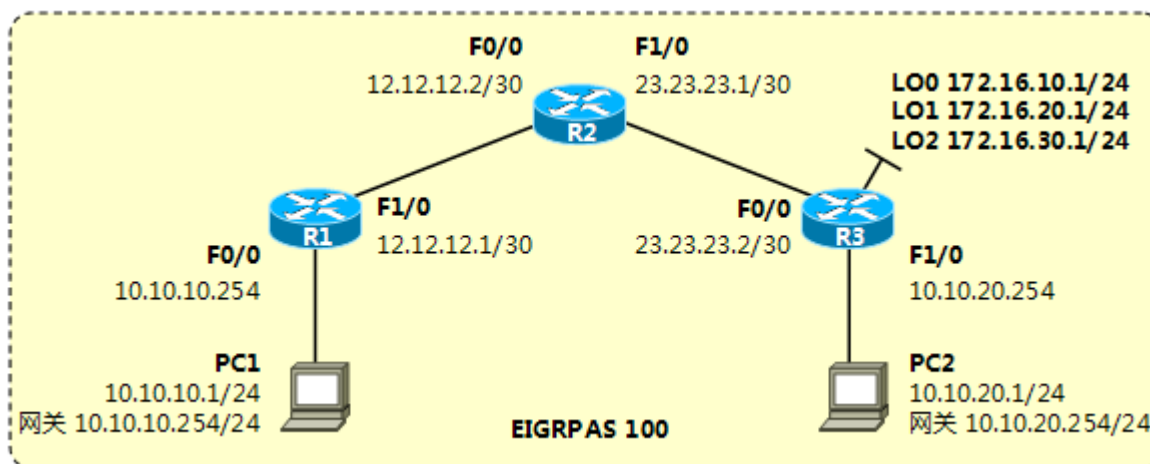 F0/0
F1/0
12.12.12.2/30
23.23.23.1/30
R2
LO0 172.16.10.1/24
LO1 172.16.20.1/24
LO2 172.16.30.1/24
R1
F1/0
12.12.12.1/30
F0/0
23.23.23.2/30
R3
F0/0
10.10.10.254
F1/0
10.10.20.254
PC1
10.10.10.1/24
网关 10.10.10.254/24
PC2
10.10.20.1/24
网关 10.10.20.254/24
EIGRPAS 100